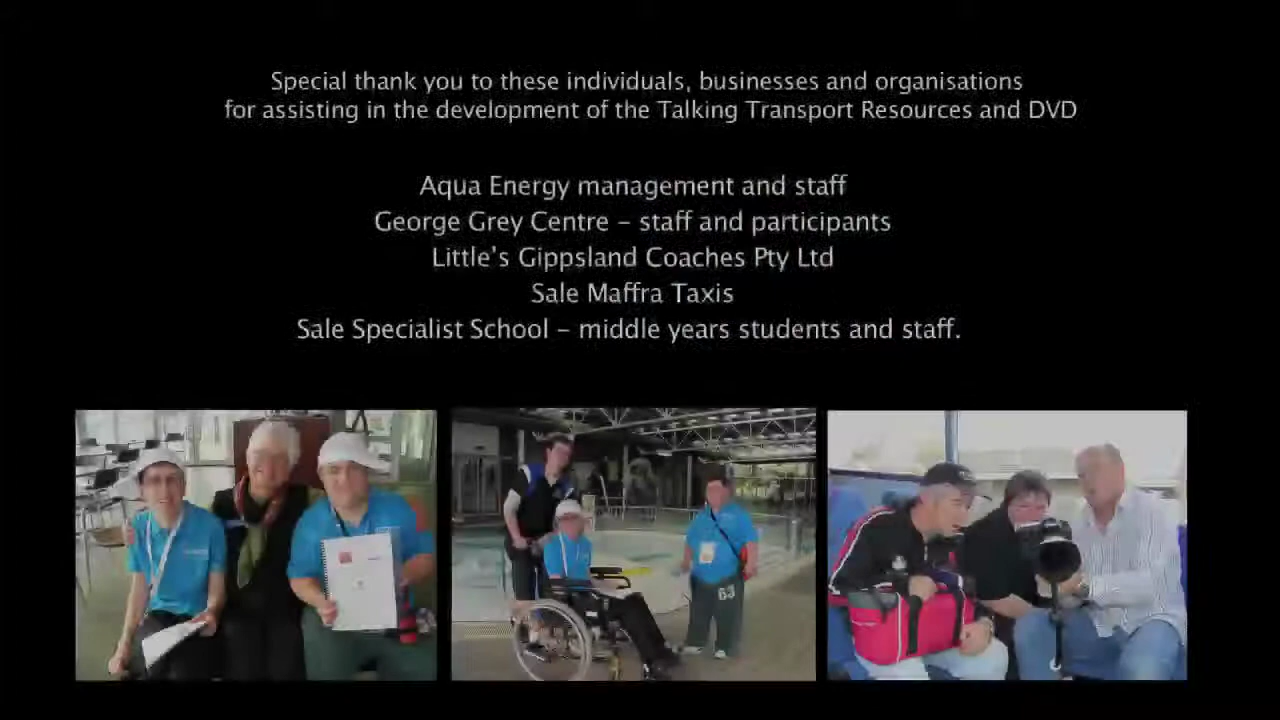 Special thank you to these individuals, businesses and organisations
for assisting in the development of the Talking Transport Resources and DVD
Aqua Energy management and staff
George Grey Centre – staff and participants
Little's Gippsland Coaches Pty Ltd
Sale Maffra Taxis
Sale Specialist School – middle years students and staff.
63